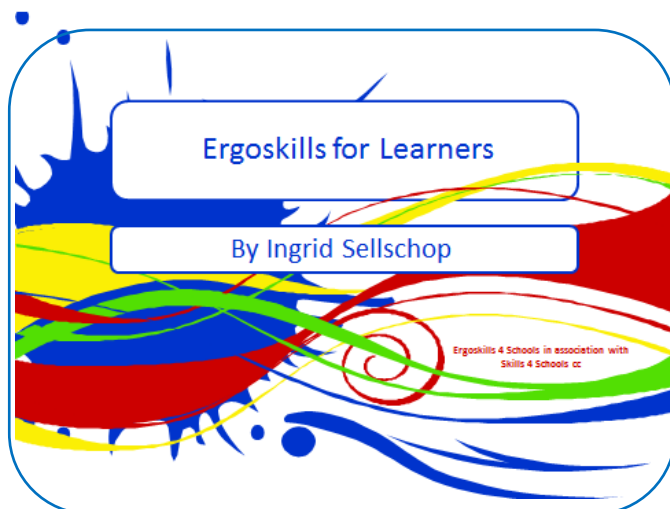 Ergoskills for Learners
By Ingrid Sellschop
Ergoskills 4 Schools in association with
Skills 4 Schools cc